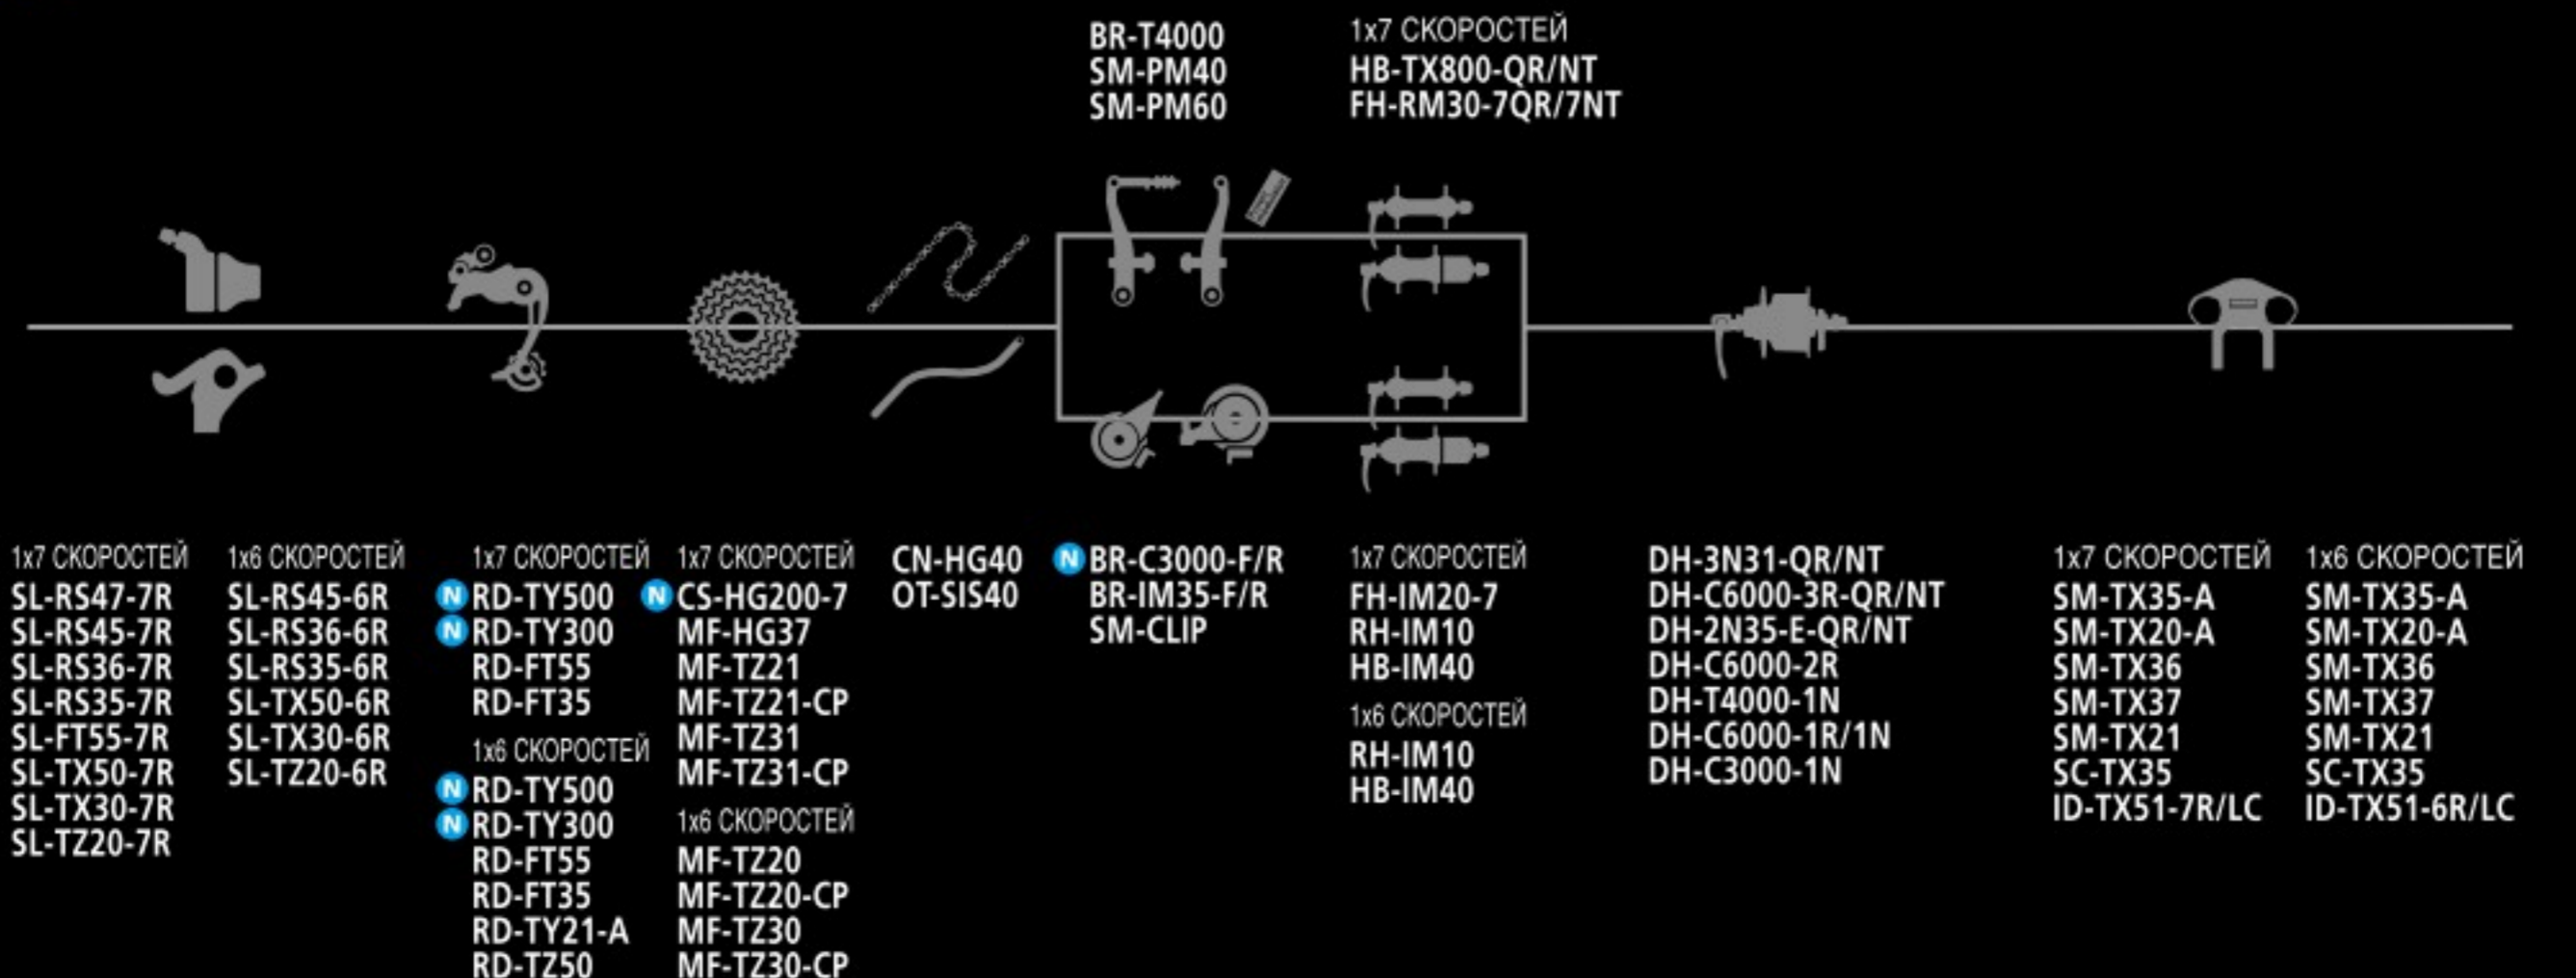 BR-T4000
SM-PM40
SM-PM60
1x7 СКОРОСТЕЙ
HB-TX800-QR/NT
FH-RM30-7QR/7NT
1x7 СКОРОСТЕЙ
SL-RS47-7R
SL-RS45-7R
SL-RS36-7R
SL-RS35-7R
SL-FT55-7R
SL-TX50-7R
SL-TX30-7R
SL-TZ20-7R
1x6 СКОРОСТЕЙ
SL-RS45-6R
SL-RS36-6R
SL-RS35-6R
SL-TX50-6R
SL-TX30-6R
SL-TZ20-6R
1x7 СКОРОСТЕЙ
N RD-TY500
N RD-TY300
RD-FT55
RD-FT35
1x6 СКОРОСТЕЙ
N RD-TY500
N RD-TY300
RD-FT55
RD-FT35
RD-TY21-A
RD-TZ50
1x7 СКОРОСТЕЙ
N CS-HG200-7
MF-HG37
MF-TZ21
MF-TZ21-CP
MF-TZ31
MF-TZ31-CP
1x6 СКОРОСТЕЙ
MF-TZ20
MF-TZ20-CP
MF-TZ30
MF-TZ30-CP
CN-HG40
OT-SIS40
N BR-C3000-F/R
BR-IM35-F/R
SM-CLIP
1x7 СКОРОСТЕЙ
FH-IM20-7
RH-IM10
HB-IM40
1x6 СКОРОСТЕЙ
RH-IM10
HB-IM40
DH-3N31-QR/NT
DH-C6000-3R-QR/NT
DH-2N35-E-QR/NT
DH-C6000-2R
DH-T4000-1N
DH-C6000-1R/1N
DH-C3000-1N
1x7 СКОРОСТЕЙ
SM-TX35-A
SM-TX20-A
SM-TX36
SM-TX37
SM-TX21
SC-TX35
ID-TX51-7R/LC
1x6 СКОРОСТЕЙ
SM-TX35-A
SM-TX20-A
SM-TX36
SM-TX37
SM-TX21
SC-TX35
ID-TX51-6R/LC